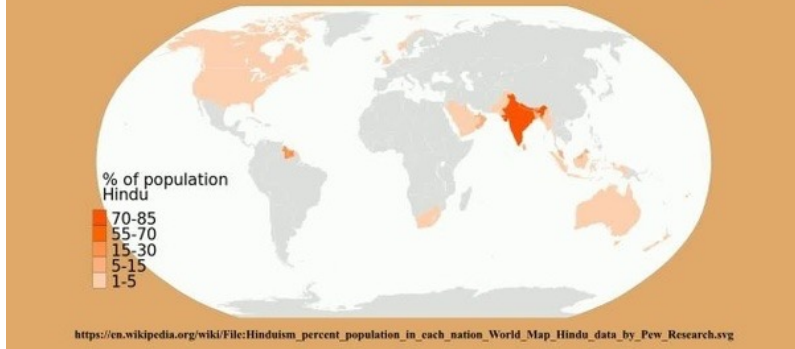 % of population
Hindu
70-85
55-70
15-30
5-15
1-5
https://en.wikipedia.org/wiki/File:Hinduism_percent_population_in_each_nation_World_Map_Hindu_data_by_Pew_Research.svg